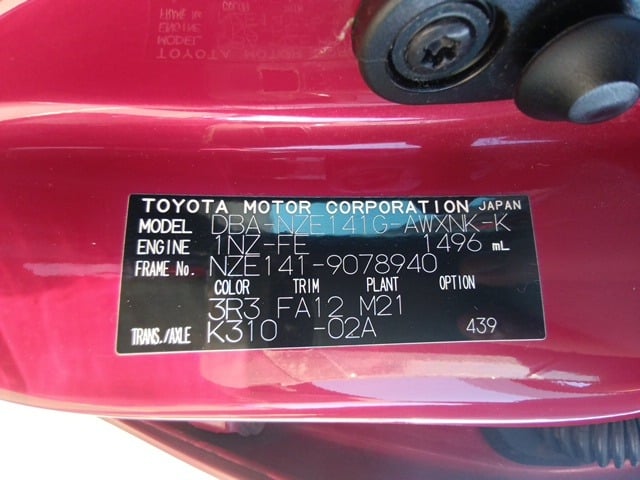 TOYOTA MOTOR CORPORATION JAPAN
MODEL DBA-NZE141G-AWXNK-K
ENGINE 1NZ-FE 1496 mL
FRAME No. NZE141-9078940
COLOR TRIM PLANT OPTION
3R3 FA12 M21
TRANS./AXLE K310 -02A 439